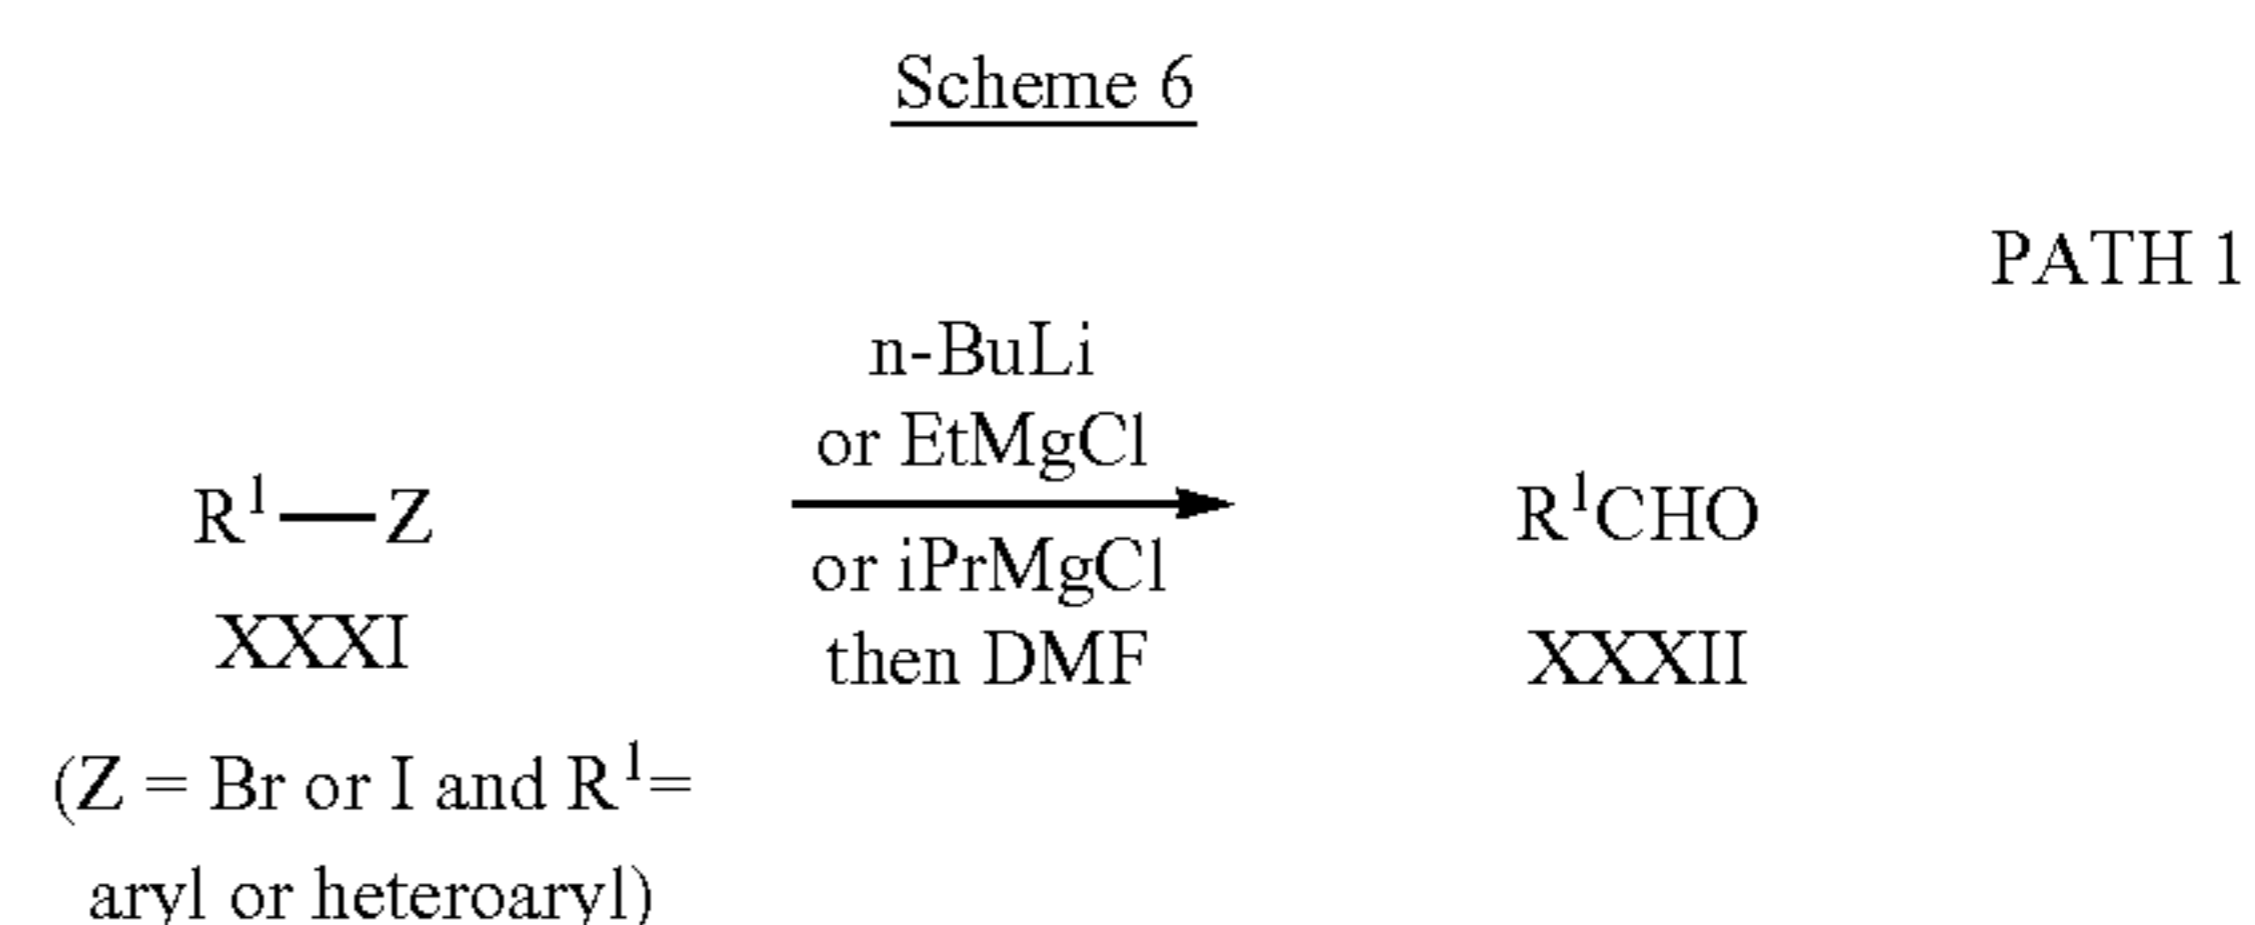 Scheme 6
PATH 1
n-BuLi
or EtMgCl
R¹—Z
or iPrMgCl
then DMF
R¹CHO
XXXI
XXXII
(Z = Br or I and R¹=
aryl or heteroaryl)